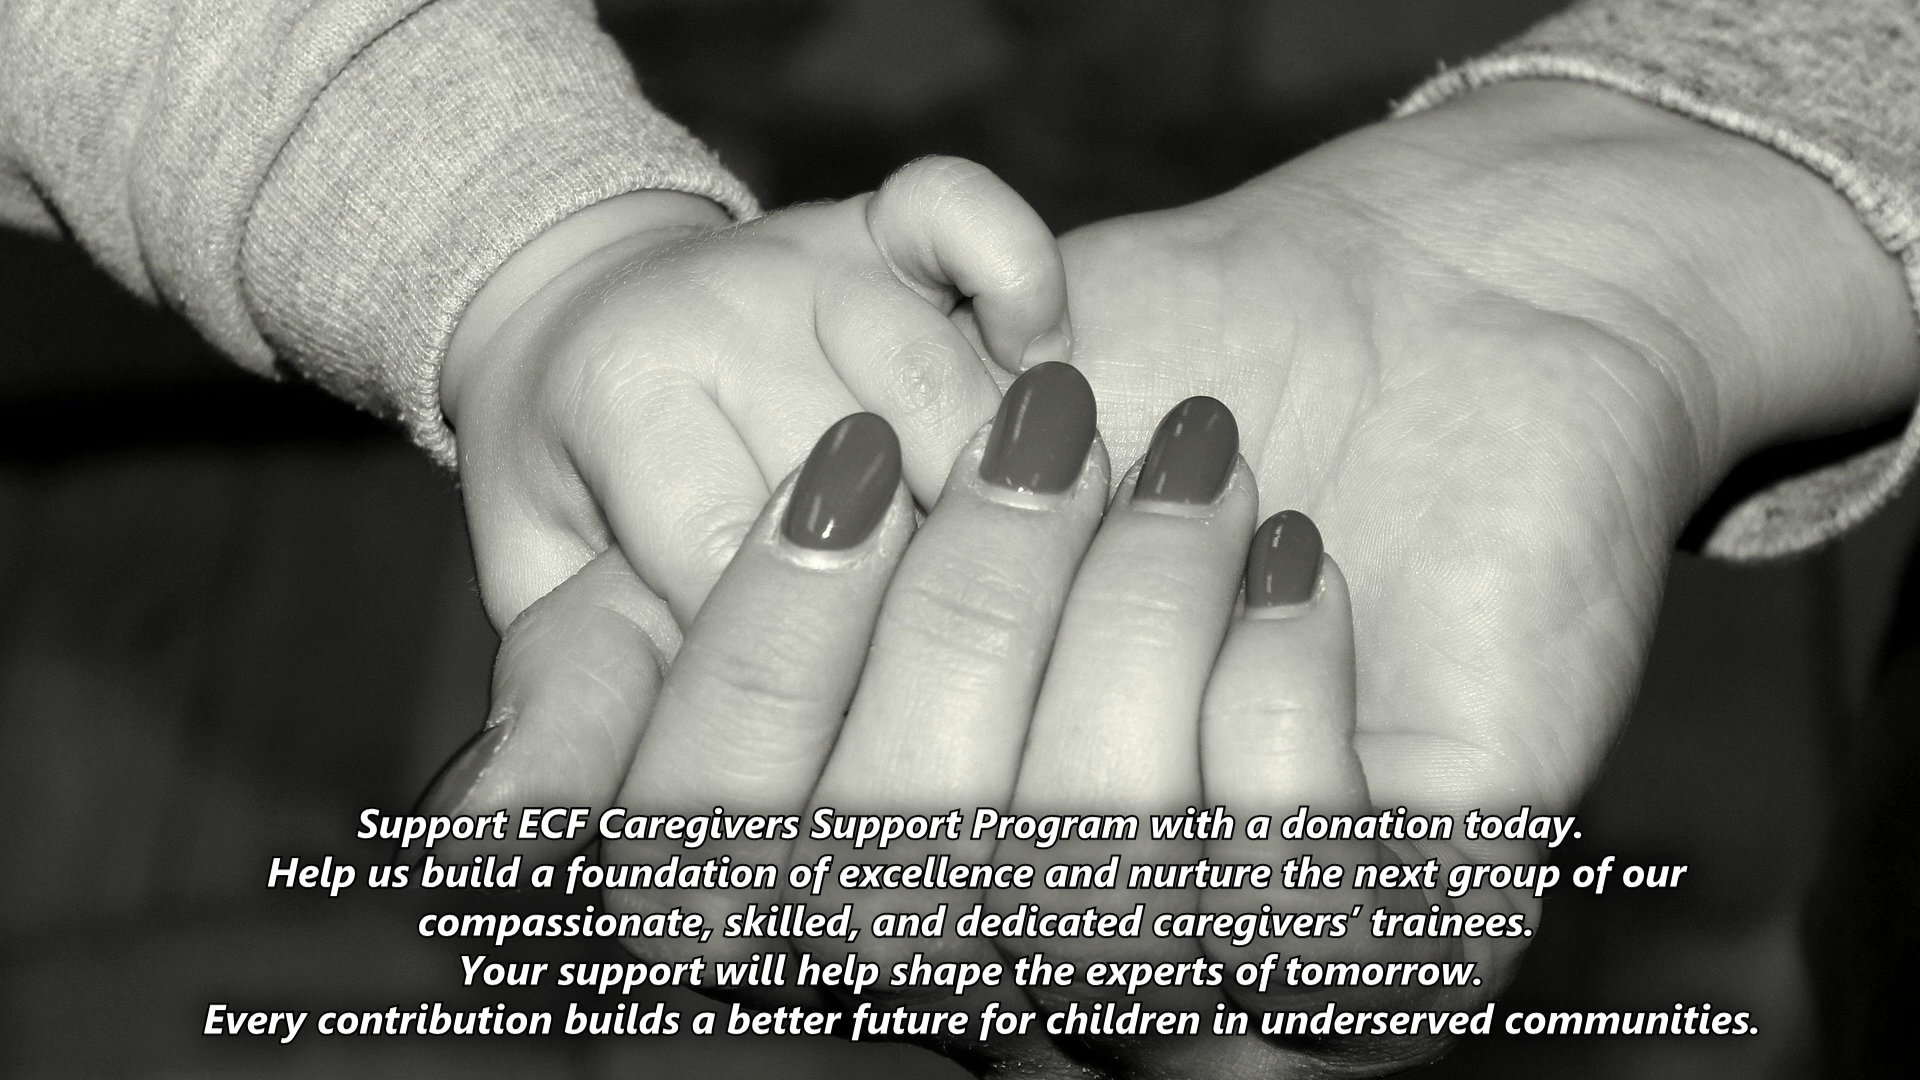 Support ECF Caregivers Support Program with a donation today.
Help us build a foundation of excellence and nurture the next group of our
compassionate, skilled, and dedicated caregivers’ trainees.
Your support will help shape the experts of tomorrow.
Every contribution builds a better future for children in underserved communities.